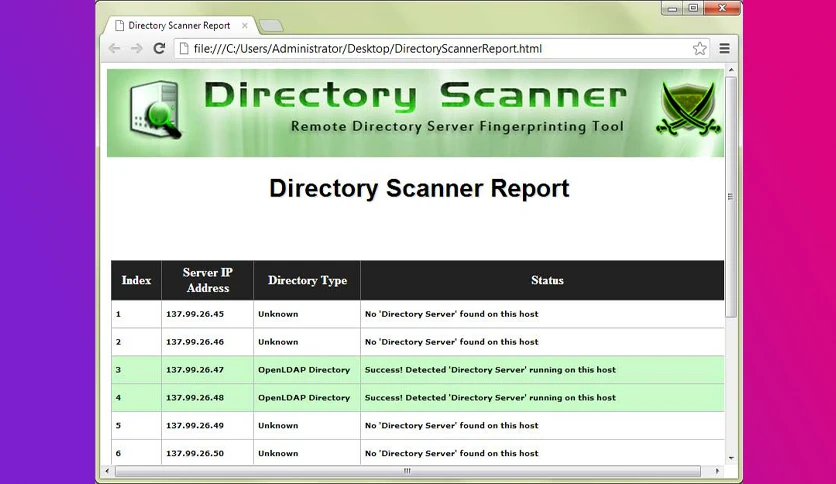 Directory Scanner Report
file:///C:/Users/Administrator/Desktop/DirectoryScannerReport.html
Directory Scanner
Remote Directory Server Fingerprinting Tool
Directory Scanner Report
Index Server IP Address Directory Type Status
1 137.99.26.45 Unknown No 'Directory Server' found on this host
2 137.99.26.46 Unknown No 'Directory Server' found on this host
3 137.99.26.47 OpenLDAP Directory Success! Detected 'Directory Server' running on this host
4 137.99.26.48 OpenLDAP Directory Success! Detected 'Directory Server' running on this host
5 137.99.26.49 Unknown No 'Directory Server' found on this host
6 137.99.26.50 Unknown No 'Directory Server' found on this host